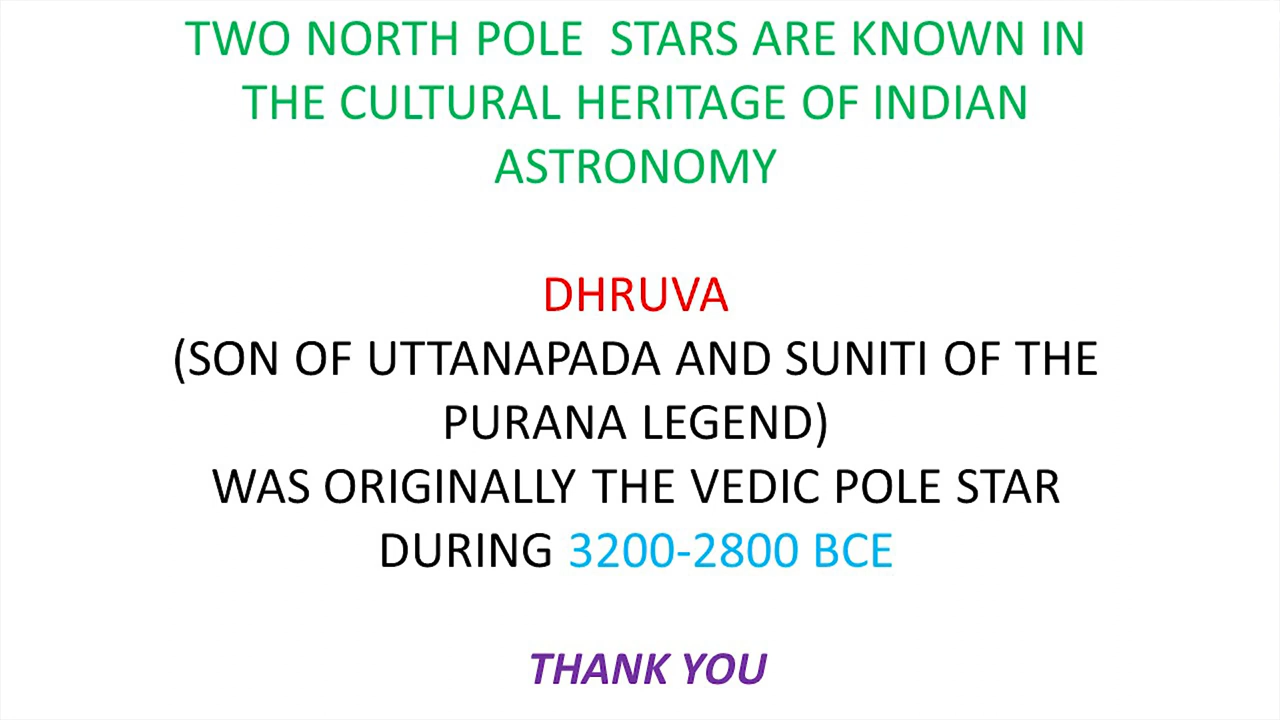 TWO NORTH POLE  STARS ARE KNOWN IN
THE CULTURAL HERITAGE OF INDIAN
ASTRONOMY
DHRUVA
(SON OF UTTANAPADA AND SUNITI OF THE
PURANA LEGEND)
WAS ORIGINALLY THE VEDIC POLE STAR
DURING 3200-2800 BCE
THANK YOU